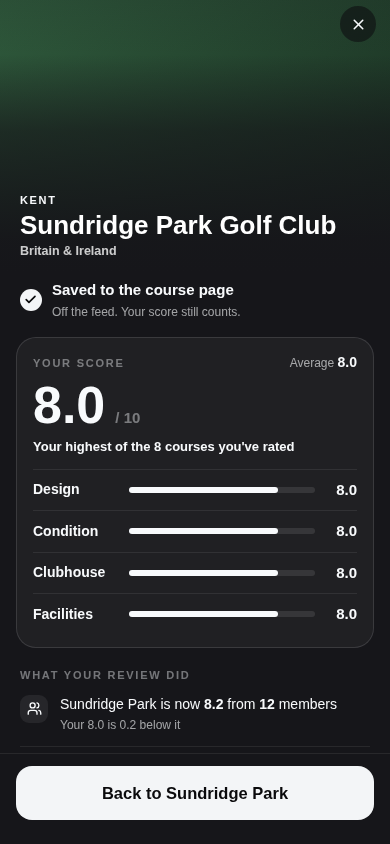 KENT
Sundridge Park Golf Club
Britain & Ireland
Saved to the course page
Off the feed. Your score still counts.
YOUR SCORE
Average 8.0
8.0 / 10
Your highest of the 8 courses you've rated
Design 8.0
Condition 8.0
Clubhouse 8.0
Facilities 8.0
WHAT YOUR REVIEW DID
Sundridge Park is now 8.2 from 12 members
Your 8.0 is 0.2 below it
Back to Sundridge Park